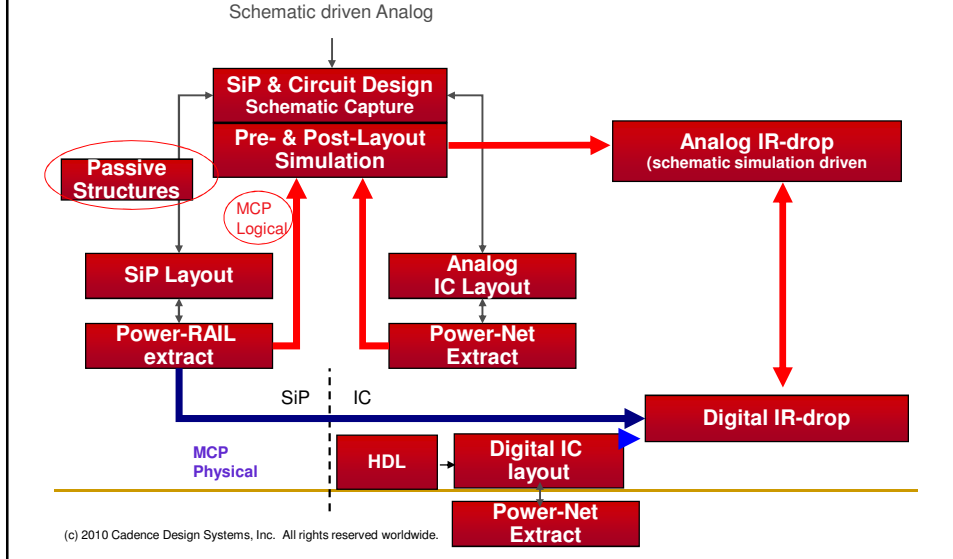 Schematic driven Analog
SiP & Circuit Design
Schematic Capture
Pre- & Post-Layout
Simulation
Analog IR-drop
(schematic simulation driven
Passive
Structures
MCP
Logical
SiP Layout
Analog
IC Layout
Power-RAIL
extract
Power-Net
Extract
SiP
IC
Digital IR-drop
MCP
Physical
HDL
Digital IC
layout
Power-Net
Extract
(c) 2010 Cadence Design Systems, Inc. All rights reserved worldwide.